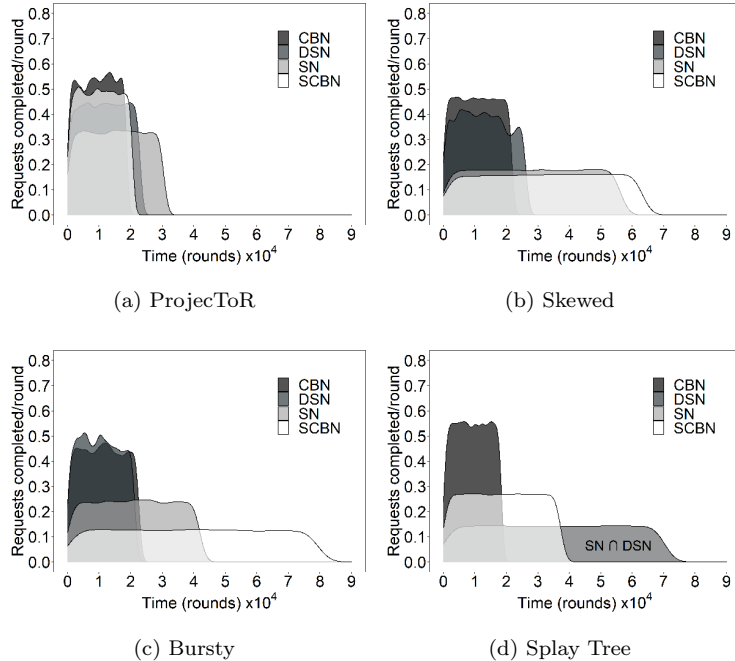 0.8
0.7
0.6
0.5
0.4
0.3
0.2
0.1
0.0
Requests completed/round
CBN
DSN
SN
SCBN
0 1 2 3 4 5 6 7 8 9
Time (rounds) x10^4
(a) ProjecToR
0.8
0.7
0.6
0.5
0.4
0.3
0.2
0.1
0.0
Requests completed/round
CBN
DSN
SN
SCBN
0 1 2 3 4 5 6 7 8 9
Time (rounds) x10^4
(b) Skewed
0.8
0.7
0.6
0.5
0.4
0.3
0.2
0.1
0.0
Requests completed/round
CBN
DSN
SN
SCBN
0 1 2 3 4 5 6 7 8 9
Time (rounds) x10^4
(c) Bursty
0.8
0.7
0.6
0.5
0.4
0.3
0.2
0.1
0.0
Requests completed/round
CBN
DSN
SN
SCBN
SN ∩ DSN
0 1 2 3 4 5 6 7 8 9
Time (rounds) x10^4
(d) Splay Tree